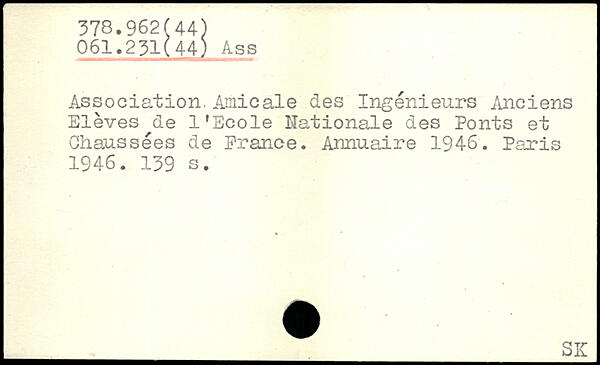 378.962(44)
061.231(44) Ass
Association Amicale des Ingénieurs Anciens
Elèves de l'Ecole Nationale des Ponts et
Chaussées de France. Annuaire 1946. Paris
1946. 139 s.
SK